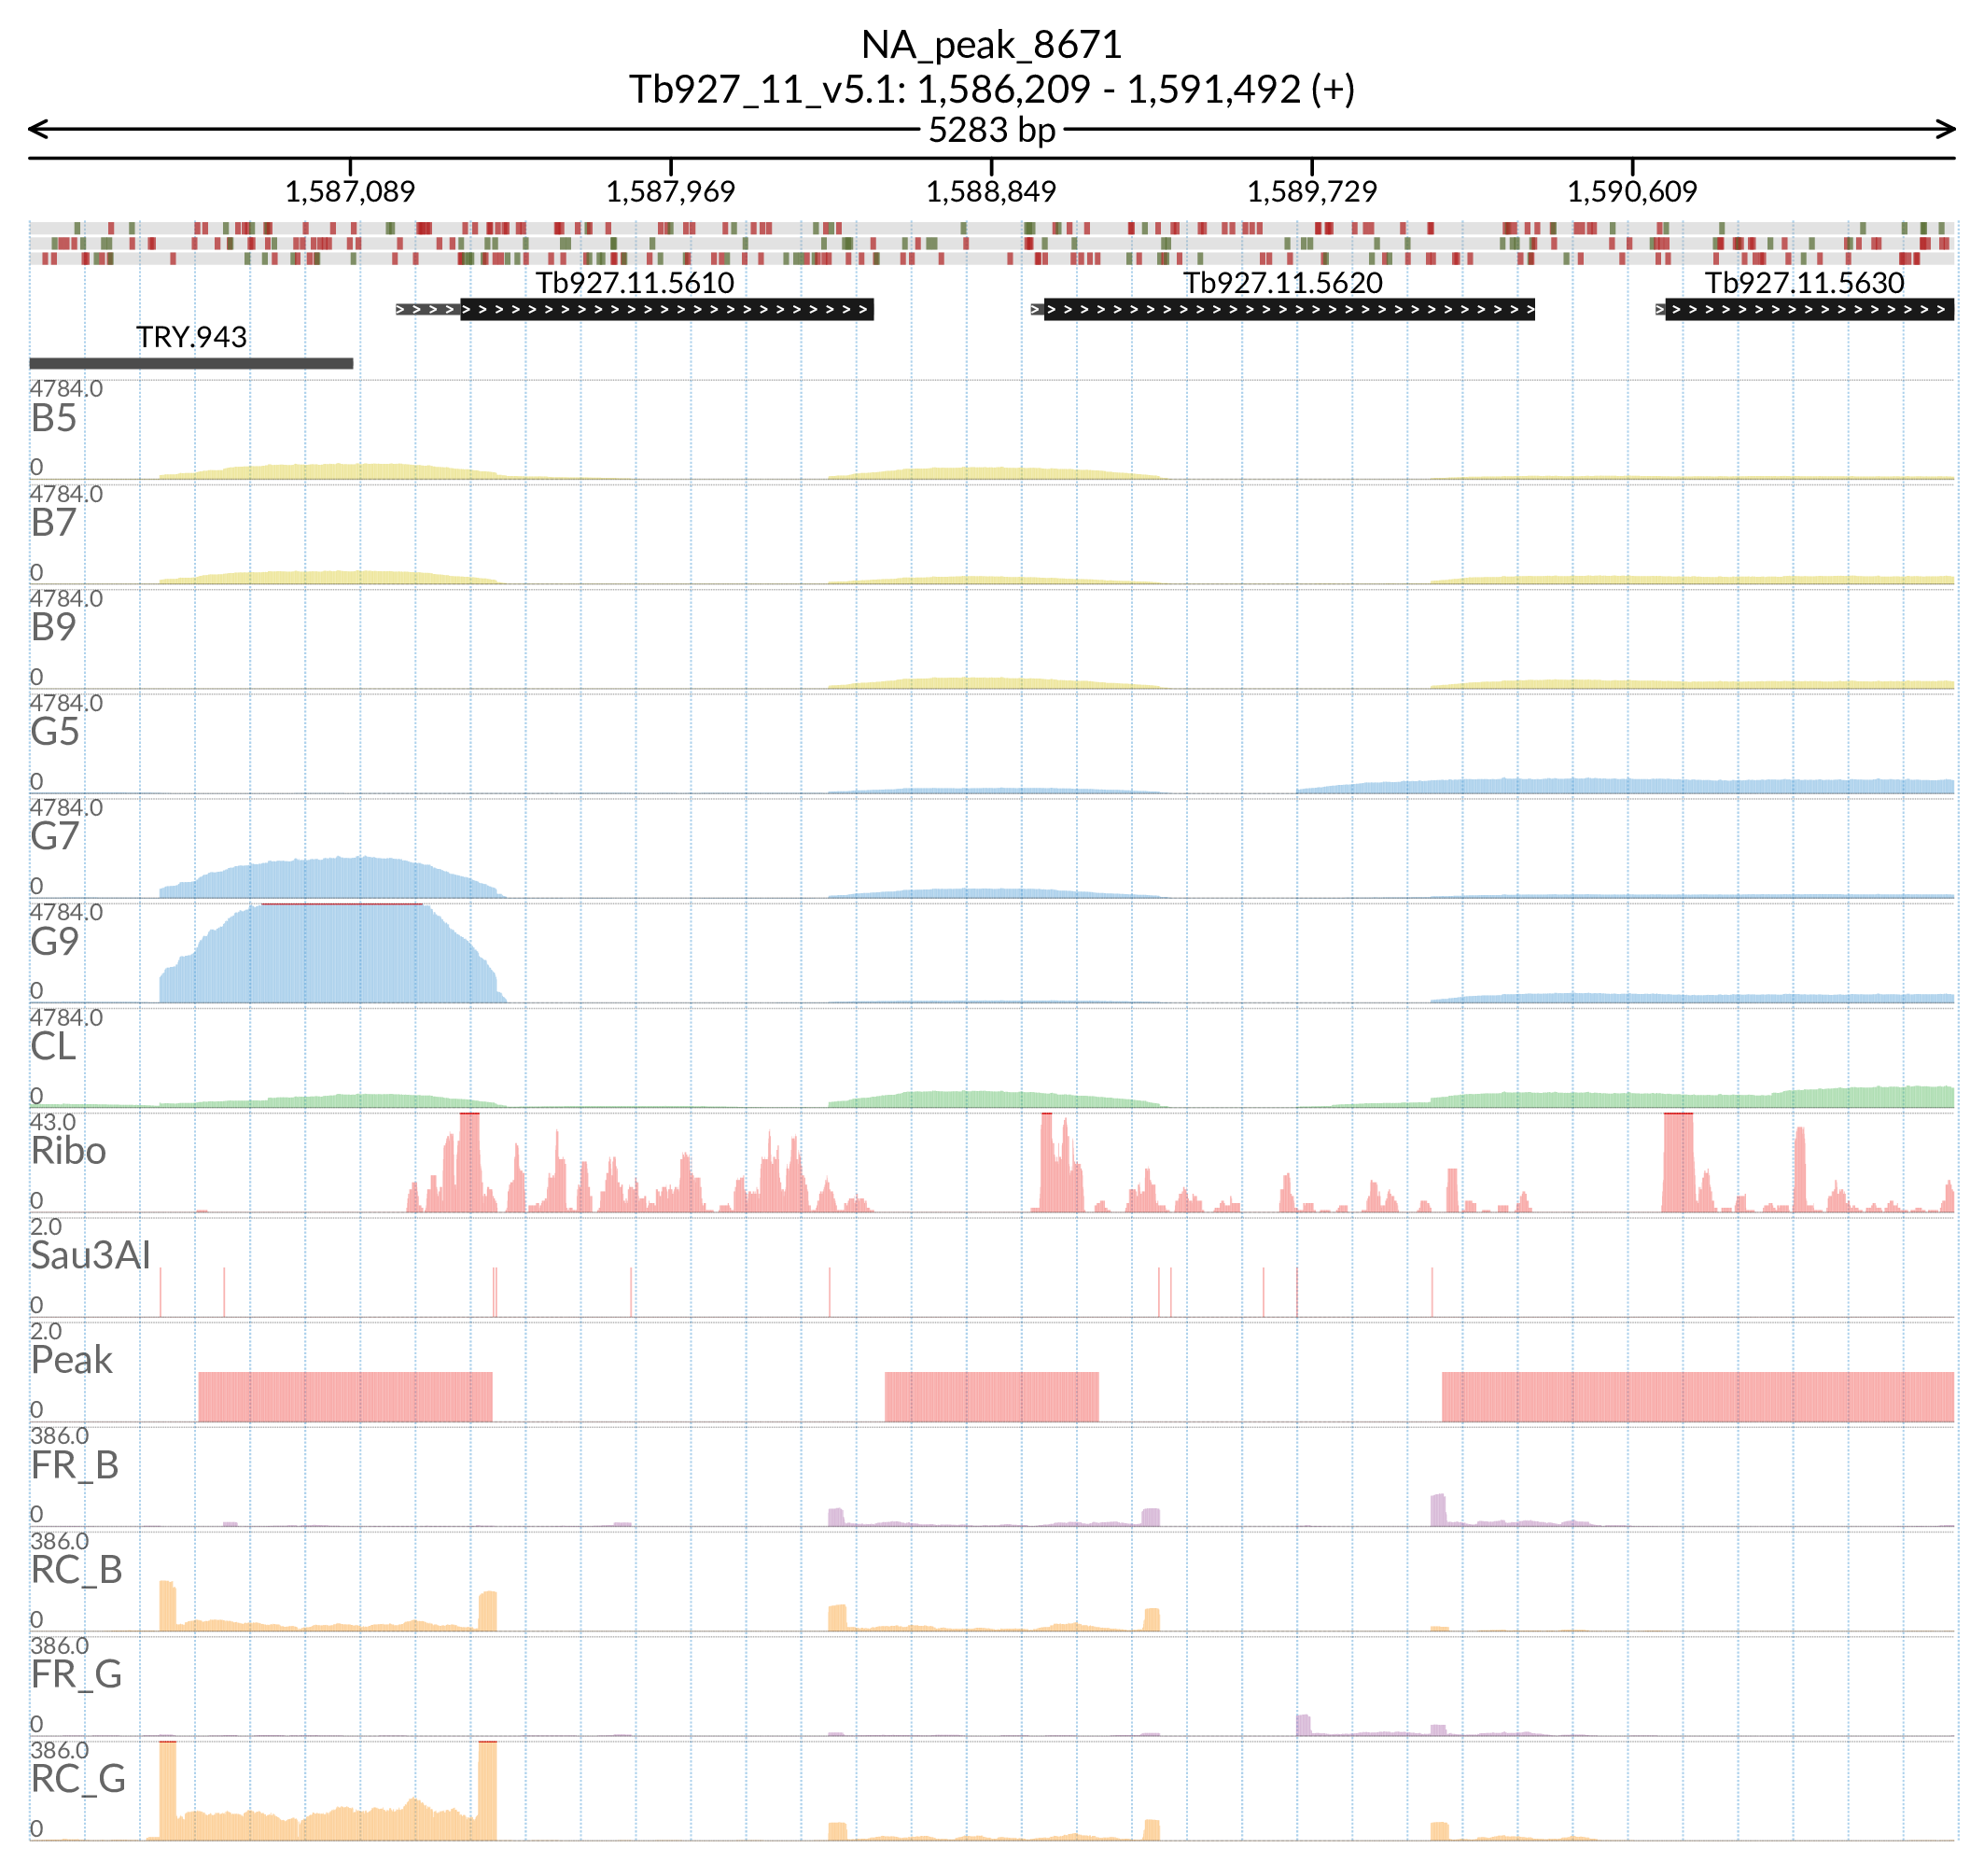 NA_peak_8671
Tb927_11_v5.1: 1,586,209 - 1,591,492 (+)
5283 bp
1,587,089 1,587,969 1,588,849 1,589,729 1,590,609
Tb927.11.5610 Tb927.11.5620 Tb927.11.5630
TRY.943
4784.0
B5
0
4784.0
B7
0
4784.0
B9
0
4784.0
G5
0
4784.0
G7
0
4784.0
G9
0
4784.0
CL
0
43.0
Ribo
0
2.0
Sau3AI
0
2.0
Peak
0
386.0
FR_B
0
386.0
RC_B
0
386.0
FR_G
0
386.0
RC_G
0